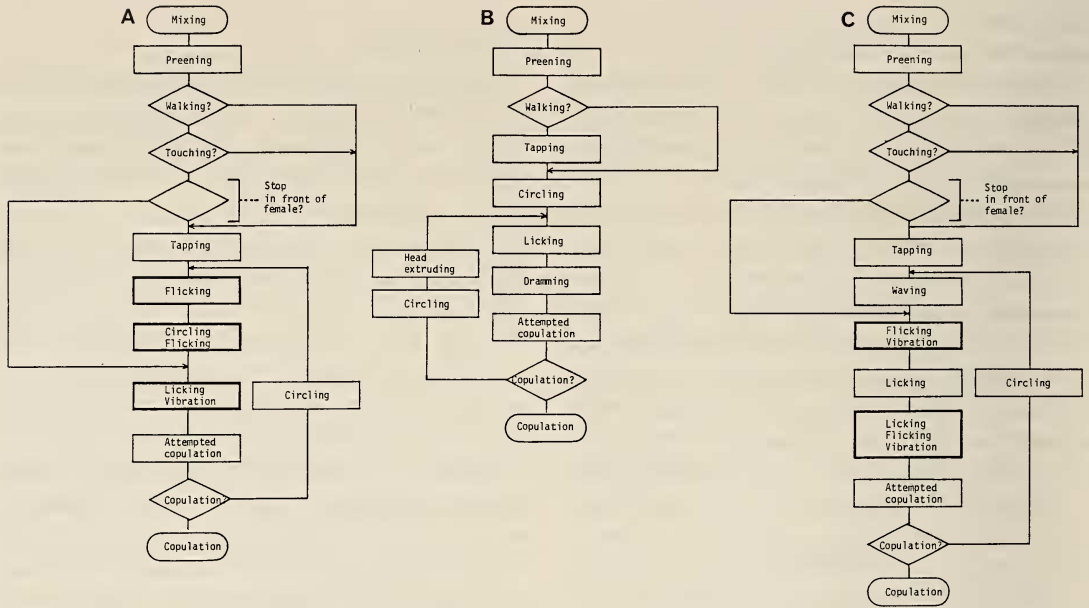 A
Mixing
Preening
Walking?
Touching?
Stop
in front of
female?
Tapping
Flicking
Circling
Flicking
Licking
Vibration
Circling
Attempted
copulation
Copulation?
Copulation
B
Mixing
Preening
Walking?
Tapping
Circling
Licking
Head
extruding
Dramming
Circling
Attempted
copulation
Copulation?
Copulation
C
Mixing
Preening
Walking?
Touching?
Stop
in front of
female?
Tapping
Waving
Flicking
Vibration
Licking
Circling
Licking
Flicking
Vibration
Attempted
copulation
Copulation?
Copulation